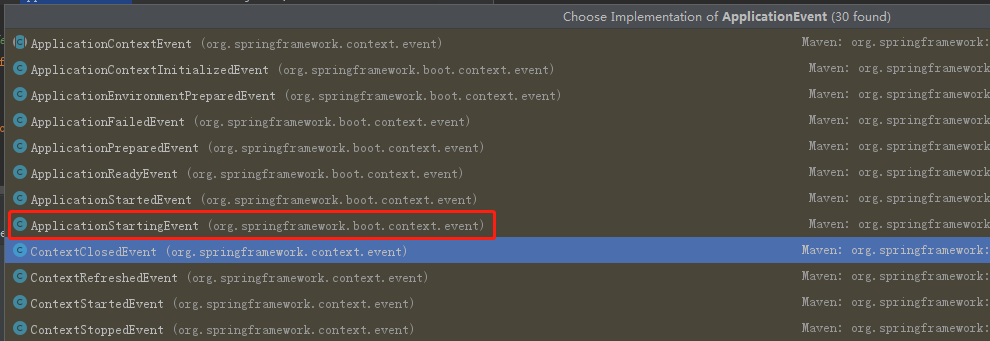 Choose Implementation of ApplicationEvent (30 found)
ApplicationContextEvent (org.springframework.context.event) Maven: org.springframework:
ApplicationContextInitializedEvent (org.springframework.boot.context.event) Maven: org.springframework
ApplicationEnvironmentPreparedEvent (org.springframework.boot.context.event) Maven: org.springframework
ApplicationFailedEvent (org.springframework.boot.context.event) Maven: org.springframework
ApplicationPreparedEvent (org.springframework.boot.context.event) Maven: org.springframework
ApplicationReadyEvent (org.springframework.boot.context.event) Maven: org.springframework
ApplicationStartedEvent (org.springframework.boot.context.event) Maven: org.springframework
ApplicationStartingEvent (org.springframework.boot.context.event) Maven: org.springframework
ContextClosedEvent (org.springframework.context.event) Maven: org.springframework:
ContextRefreshedEvent (org.springframework.context.event) Maven: org.springframework:
ContextStartedEvent (org.springframework.context.event) Maven: org.springframework:
ContextStoppedEvent (org.springframework.context.event) Maven: org.springframework: